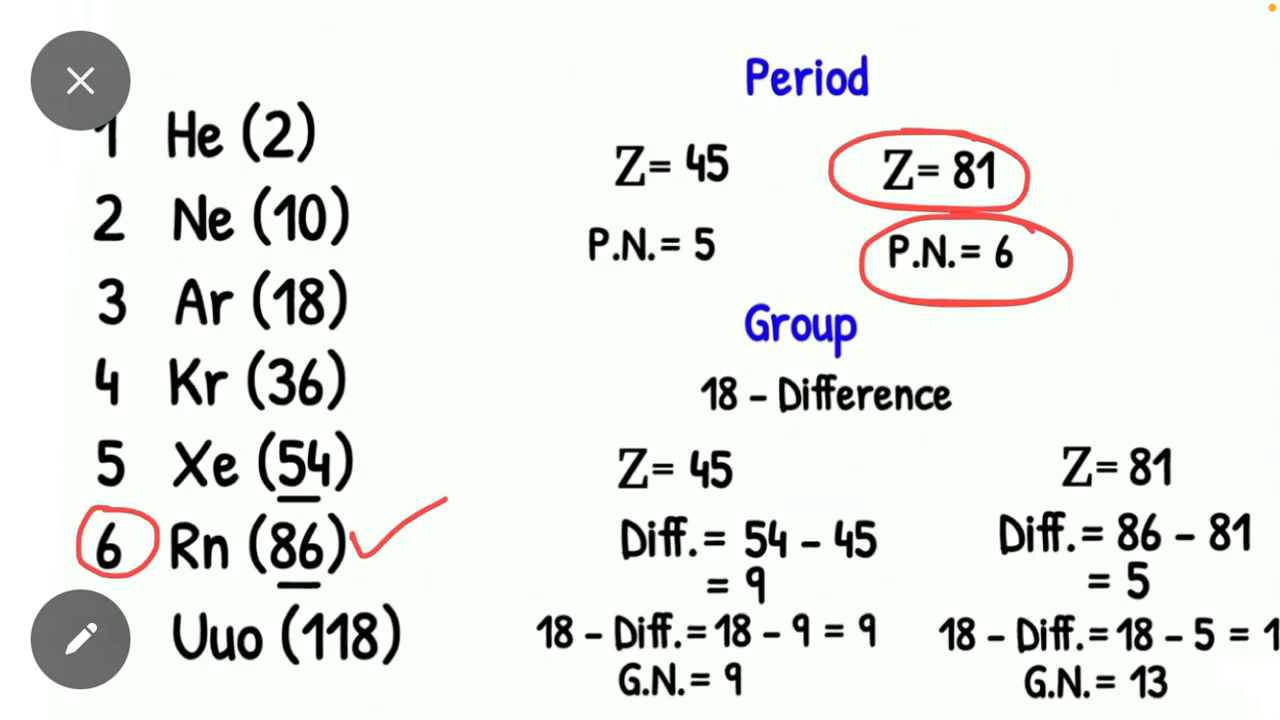 1 He (2)
2 Ne (10)
3 Ar (18)
4 Kr (36)
5 Xe (54)
6 Rn (86)
Uuo (118)
Period
Z= 45 Z= 81
P.N.= 5 P.N.= 6
Group
18 - Difference
Z= 45
Diff.= 54 - 45
= 9
18 - Diff.= 18 - 9 = 9
G.N.= 9
Z= 81
Diff.= 86 - 81
= 5
18 - Diff.= 18 - 5 = 1
G.N.= 13